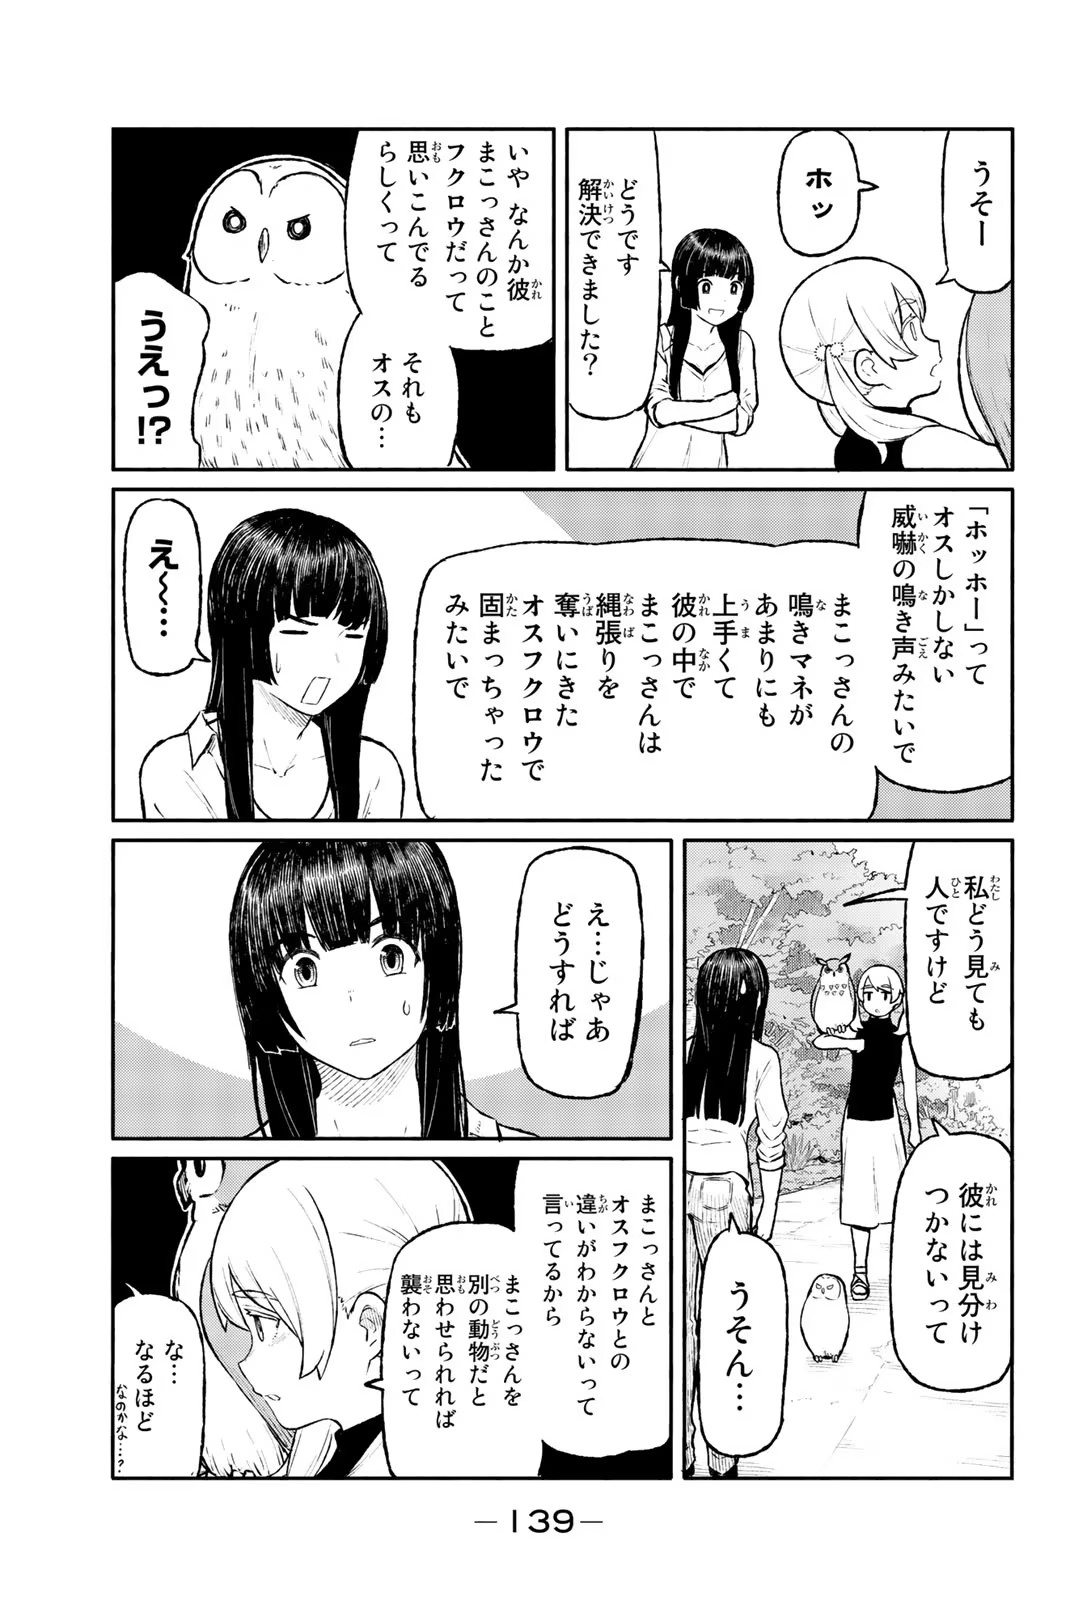 うそー
ホッ
どうです
解決できました?
いや なんか彼
まこっさんのこと
フクロウだって
思いこんでる
らしくって
それも
オスの…
うえっ!?
「ホッホー」って
オスしかしない
威嚇の鳴き声みたいで
まこっさんの
鳴きマネが
あまりにも
上手くて
彼の中で
まこっさんは
縄張りを
奪いにきた
オスフクロウで
固まっちゃった
みたいで
え〜…
私どう見ても
人ですけど
彼には見分け
つかないって
うそん…
え…じゃあ
どうすれば
まこっさんと
オスフクロウとの
違いがわからないって
言ってるから
まこっさんを
別の動物だと
思わせられれば
襲わないって
な…
なるほど
なのかな…?
— 139 —